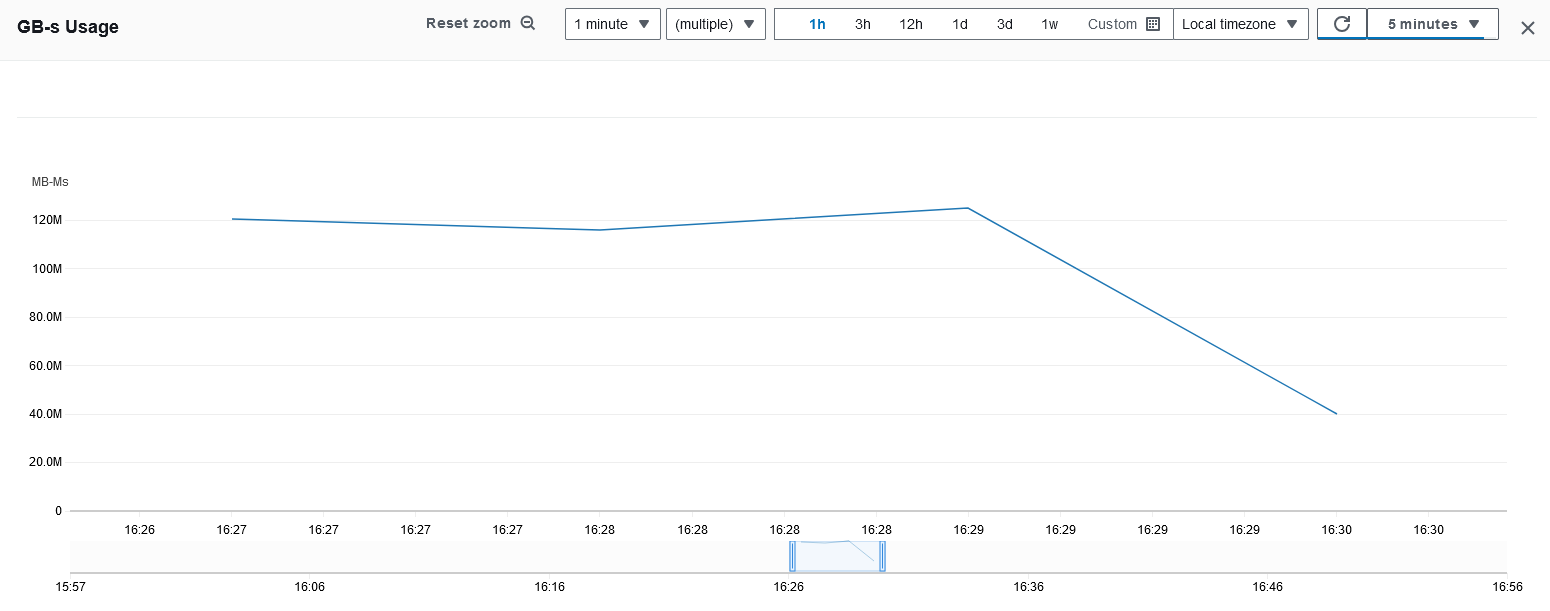 GB-s Usage
Reset zoom 1 minute (multiple) 1h 3h 12h 1d 3d 1w Custom Local timezone 5 minutes
MB-Ms
120M
100M
80.0M
60.0M
40.0M
20.0M
0
16:26 16:27 16:27 16:27 16:27 16:28 16:28 16:28 16:28 16:29 16:29 16:29 16:29 16:30 16:30
15:57 16:06 16:16 16:26 16:36 16:46 16:56